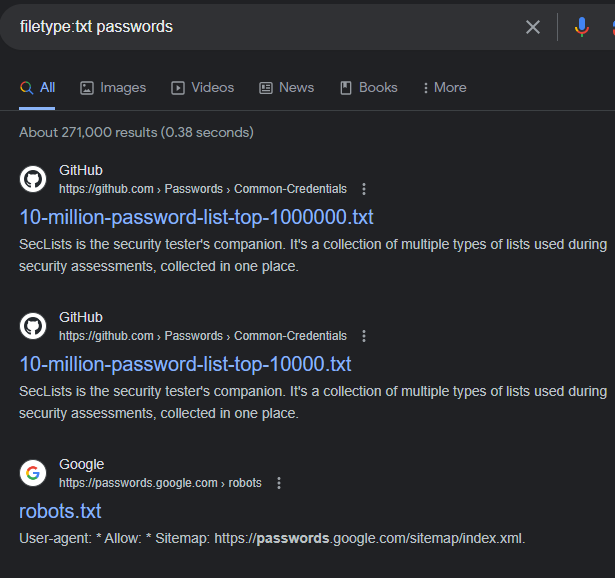 filetype:txt passwords
All Images Videos News Books More
About 271,000 results (0.38 seconds)
GitHub
https://github.com › Passwords › Common-Credentials
10-million-password-list-top-1000000.txt
SecLists is the security tester's companion. It's a collection of multiple types of lists used during
security assessments, collected in one place.
GitHub
https://github.com › Passwords › Common-Credentials
10-million-password-list-top-10000.txt
SecLists is the security tester's companion. It's a collection of multiple types of lists used during
security assessments, collected in one place.
Google
https://passwords.google.com › robots
robots.txt
User-agent: * Allow: * Sitemap: https://passwords.google.com/sitemap/index.xml.